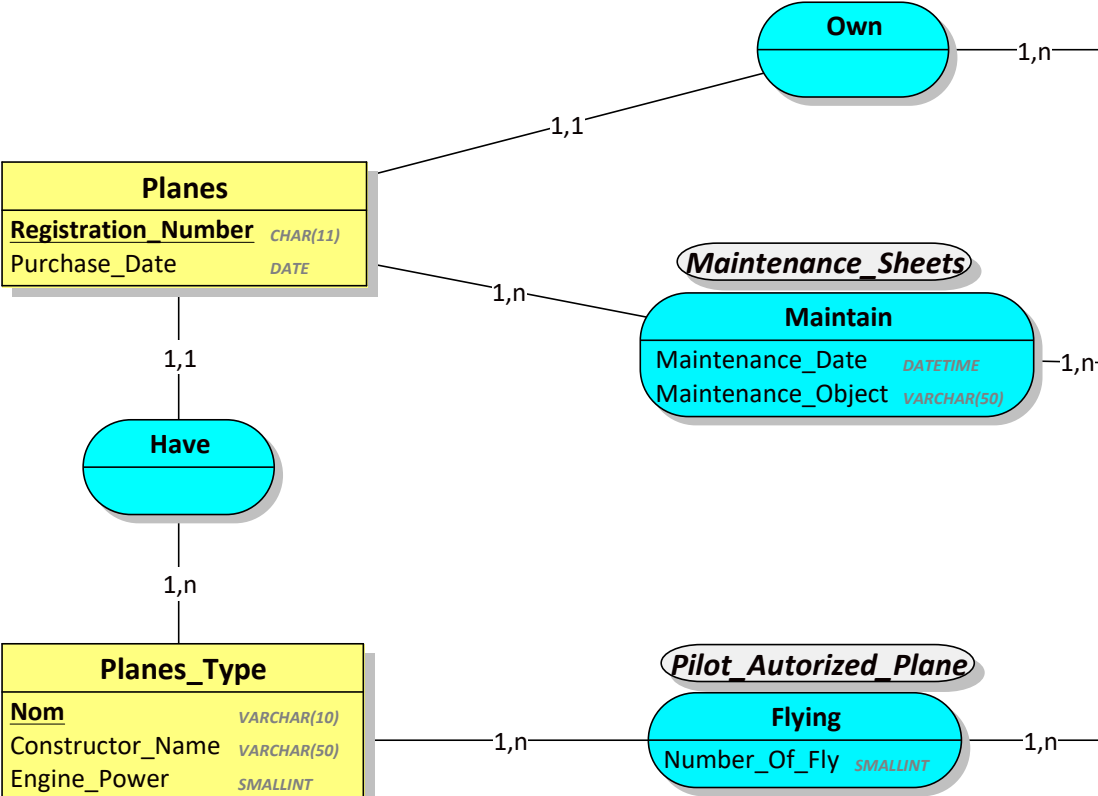 Own
1,n
1,1
Planes
Registration_Number CHAR(11)
Purchase_Date DATE
1,n
Maintenance_Sheets
Maintain
Maintenance_Date DATETIME
Maintenance_Object VARCHAR(50)
1,n
1,1
Have
1,n
Planes_Type
Nom VARCHAR(10)
Constructor_Name VARCHAR(50)
Engine_Power SMALLINT
1,n
Pilot_Autorized_Plane
Flying
Number_Of_Fly SMALLINT
1,n